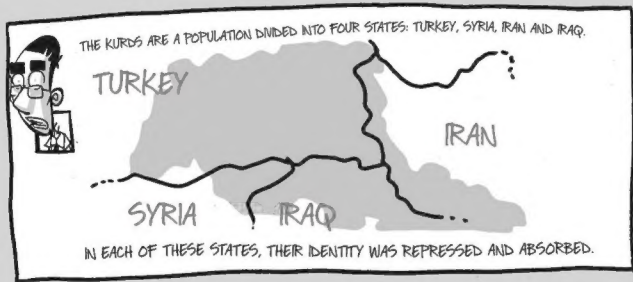 THE KURDS ARE A POPULATION DIVIDED INTO FOUR STATES: TURKEY, SYRIA, IRAN AND IRAQ.
TURKEY
IRAN
SYRIA
IRAQ
IN EACH OF THESE STATES, THEIR IDENTITY WAS REPRESSED AND ABSORBED.